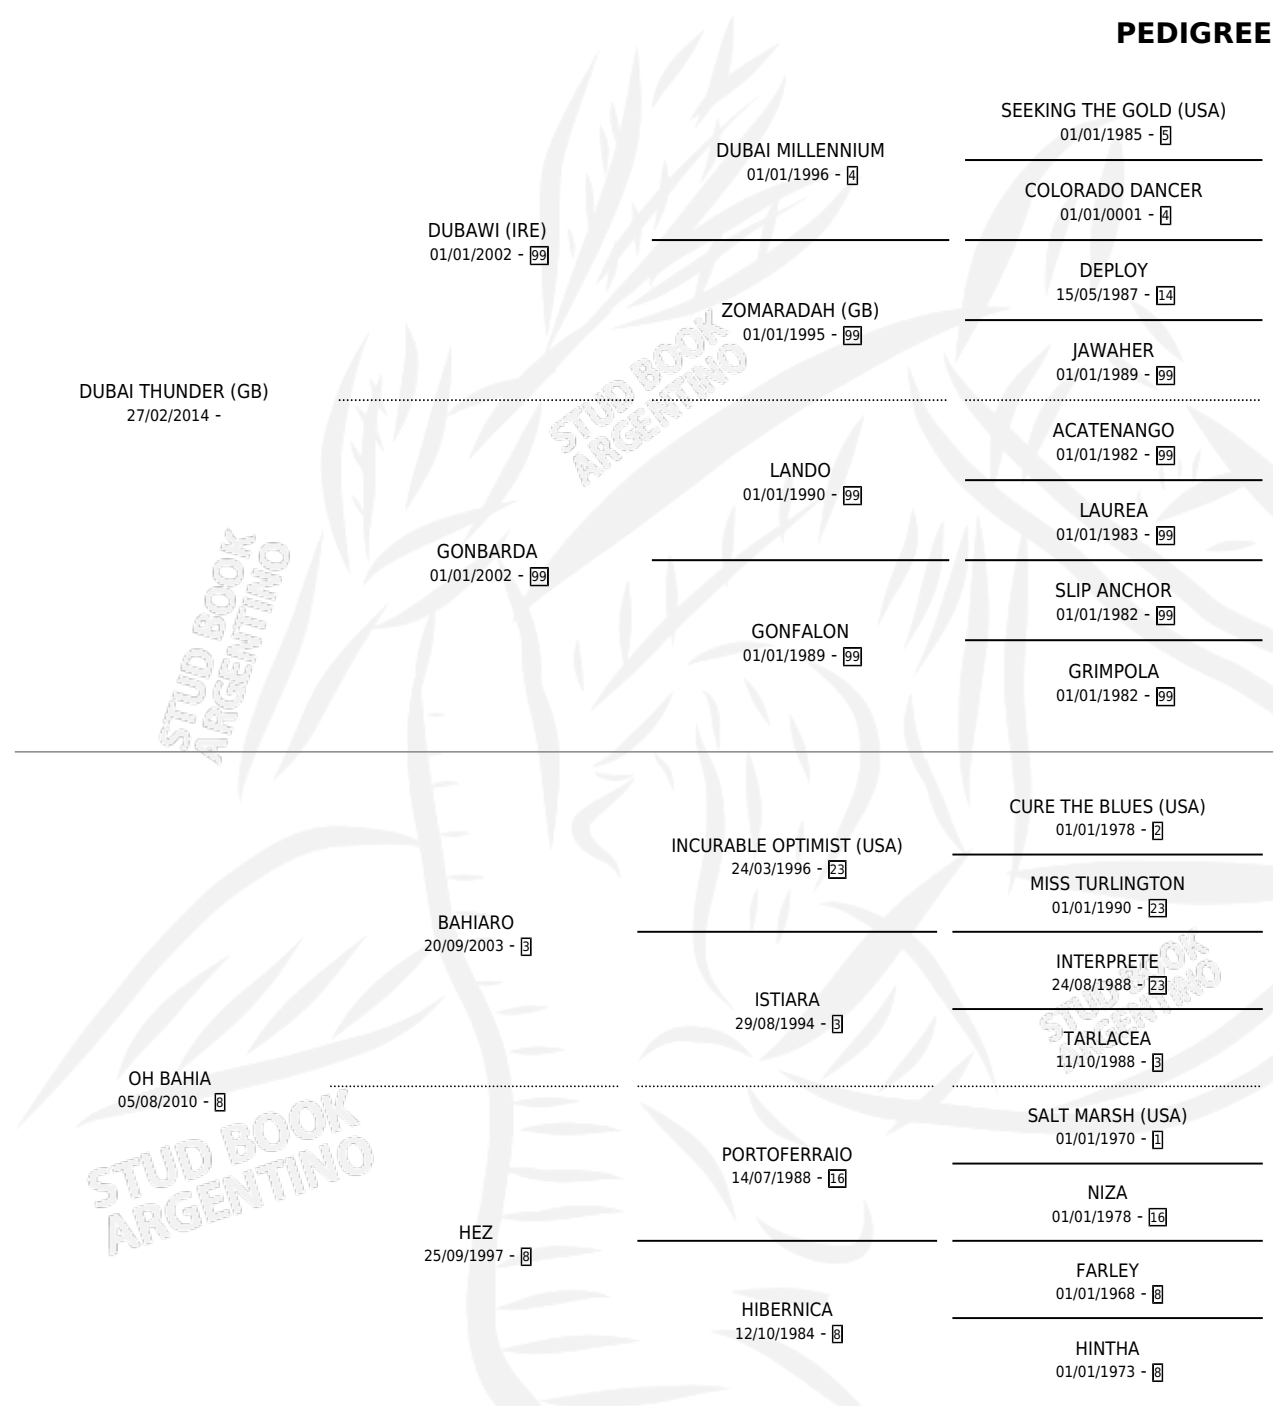 PEDIGREE
SEEKING THE GOLD (USA)
01/01/1985 - 5
DUBAI MILLENNIUM
01/01/1996 - 4
COLORADO DANCER
01/01/0001 - 4
DUBAWI (IRE)
01/01/2002 - 99
DEPLOY
15/05/1987 - 14
ZOMARADAH (GB)
01/01/1995 - 99
JAWAHER
01/01/1989 - 99
DUBAI THUNDER (GB)
27/02/2014 -
ACATENANGO
01/01/1982 - 99
LANDO
01/01/1990 - 99
LAUREA
01/01/1983 - 99
GONBARDA
01/01/2002 - 99
SLIP ANCHOR
01/01/1982 - 99
GONFALON
01/01/1989 - 99
GRIMPOLA
01/01/1982 - 99
STUD BOOK
ARGENTINO
STUD BOOK
ARGENTINO
CURE THE BLUES (USA)
01/01/1978 - 2
INCURABLE OPTIMIST (USA)
24/03/1996 - 23
MISS TURLINGTON
01/01/1990 - 23
BAHIARO
20/09/2003 - 3
INTERPRETE
24/08/1988 - 23
ISTIARA
29/08/1994 - 3
TARLACEA
11/10/1988 - 3
OH BAHIA
05/08/2010 - 8
SALT MARSH (USA)
01/01/1970 - 1
PORTOFERRAIO
14/07/1988 - 16
NIZA
01/01/1978 - 16
HEZ
25/09/1997 - 8
FARLEY
01/01/1968 - 8
HIBERNICA
12/10/1984 - 8
HINTHA
01/01/1973 - 8
STUD BOOK
ARGENTINO
STUD BOOK
ARGENTINO